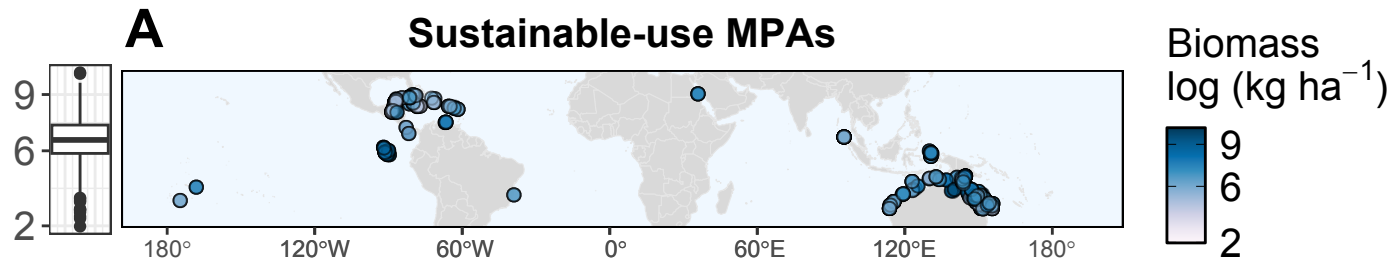 A
Sustainable-use MPAs
9
6
2
180° 120°W 60°W 0° 60°E 120°E 180°
Biomass
log (kg ha⁻¹)
9
6
2